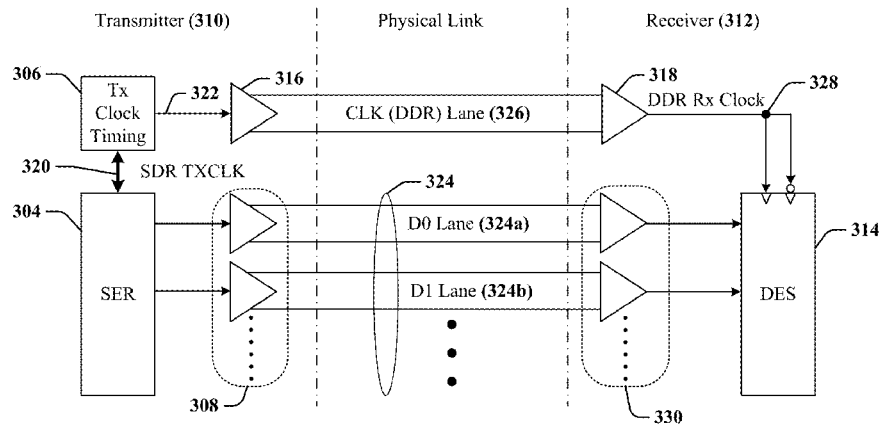 Transmitter (310)
Physical Link
Receiver (312)
306
Tx
Clock
Timing
322
316
CLK (DDR) Lane (326)
318
DDR Rx Clock
328
320
SDR TXCLK
324
304
SER
D0 Lane (324a)
D1 Lane (324b)
314
DES
308
330